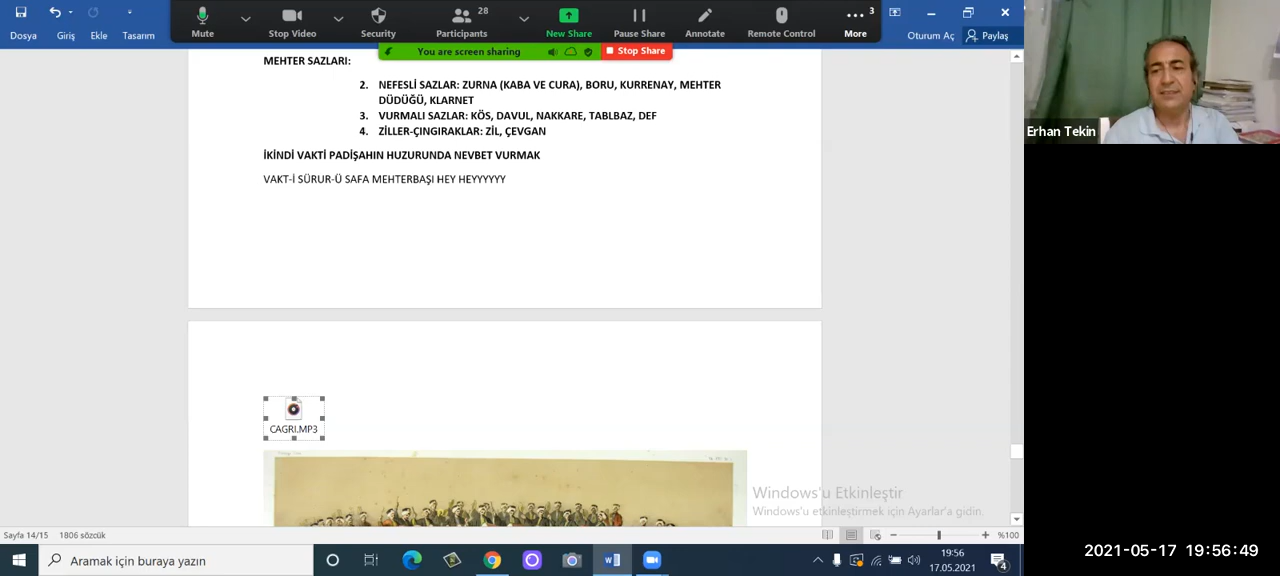 3
28
Dosya Giriş Ekle Tasarım Mute Stop Video Security Participants New Share Pause Share Annotate Remote Control More Oturum Aç Paylaş
You are screen sharing Stop Share
MEHTER SAZLARI:
2. NEFESLİ SAZLAR: ZURNA (KABA VE CURA), BORU, KURRENAY, MEHTER
DÜDÜĞÜ, KLARNET
3. VURMALI SAZLAR: KÖS, DAVUL, NAKKARE, TABLBAZ, DEF
4. ZİLLER-ÇINGIRAKLAR: ZİL, ÇEVGAN
İKİNDİ VAKTİ PADİŞAHIN HUZURUNDA NEVBET VURMAK
VAKT-İ SÜRUR-Ü SAFA MEHTERBAŞI HEY HEYYYYYY
CAGRI.MP3
Erhan Tekin
Windows'u Etkinleştir
Windows'u etkinleştirmek için Ayarlar'a gidin.
Sayfa 14/15 1806 sözcük %100
Aramak için buraya yazın
19:56
17.05.2021
4
2021-05-17 19:56:49